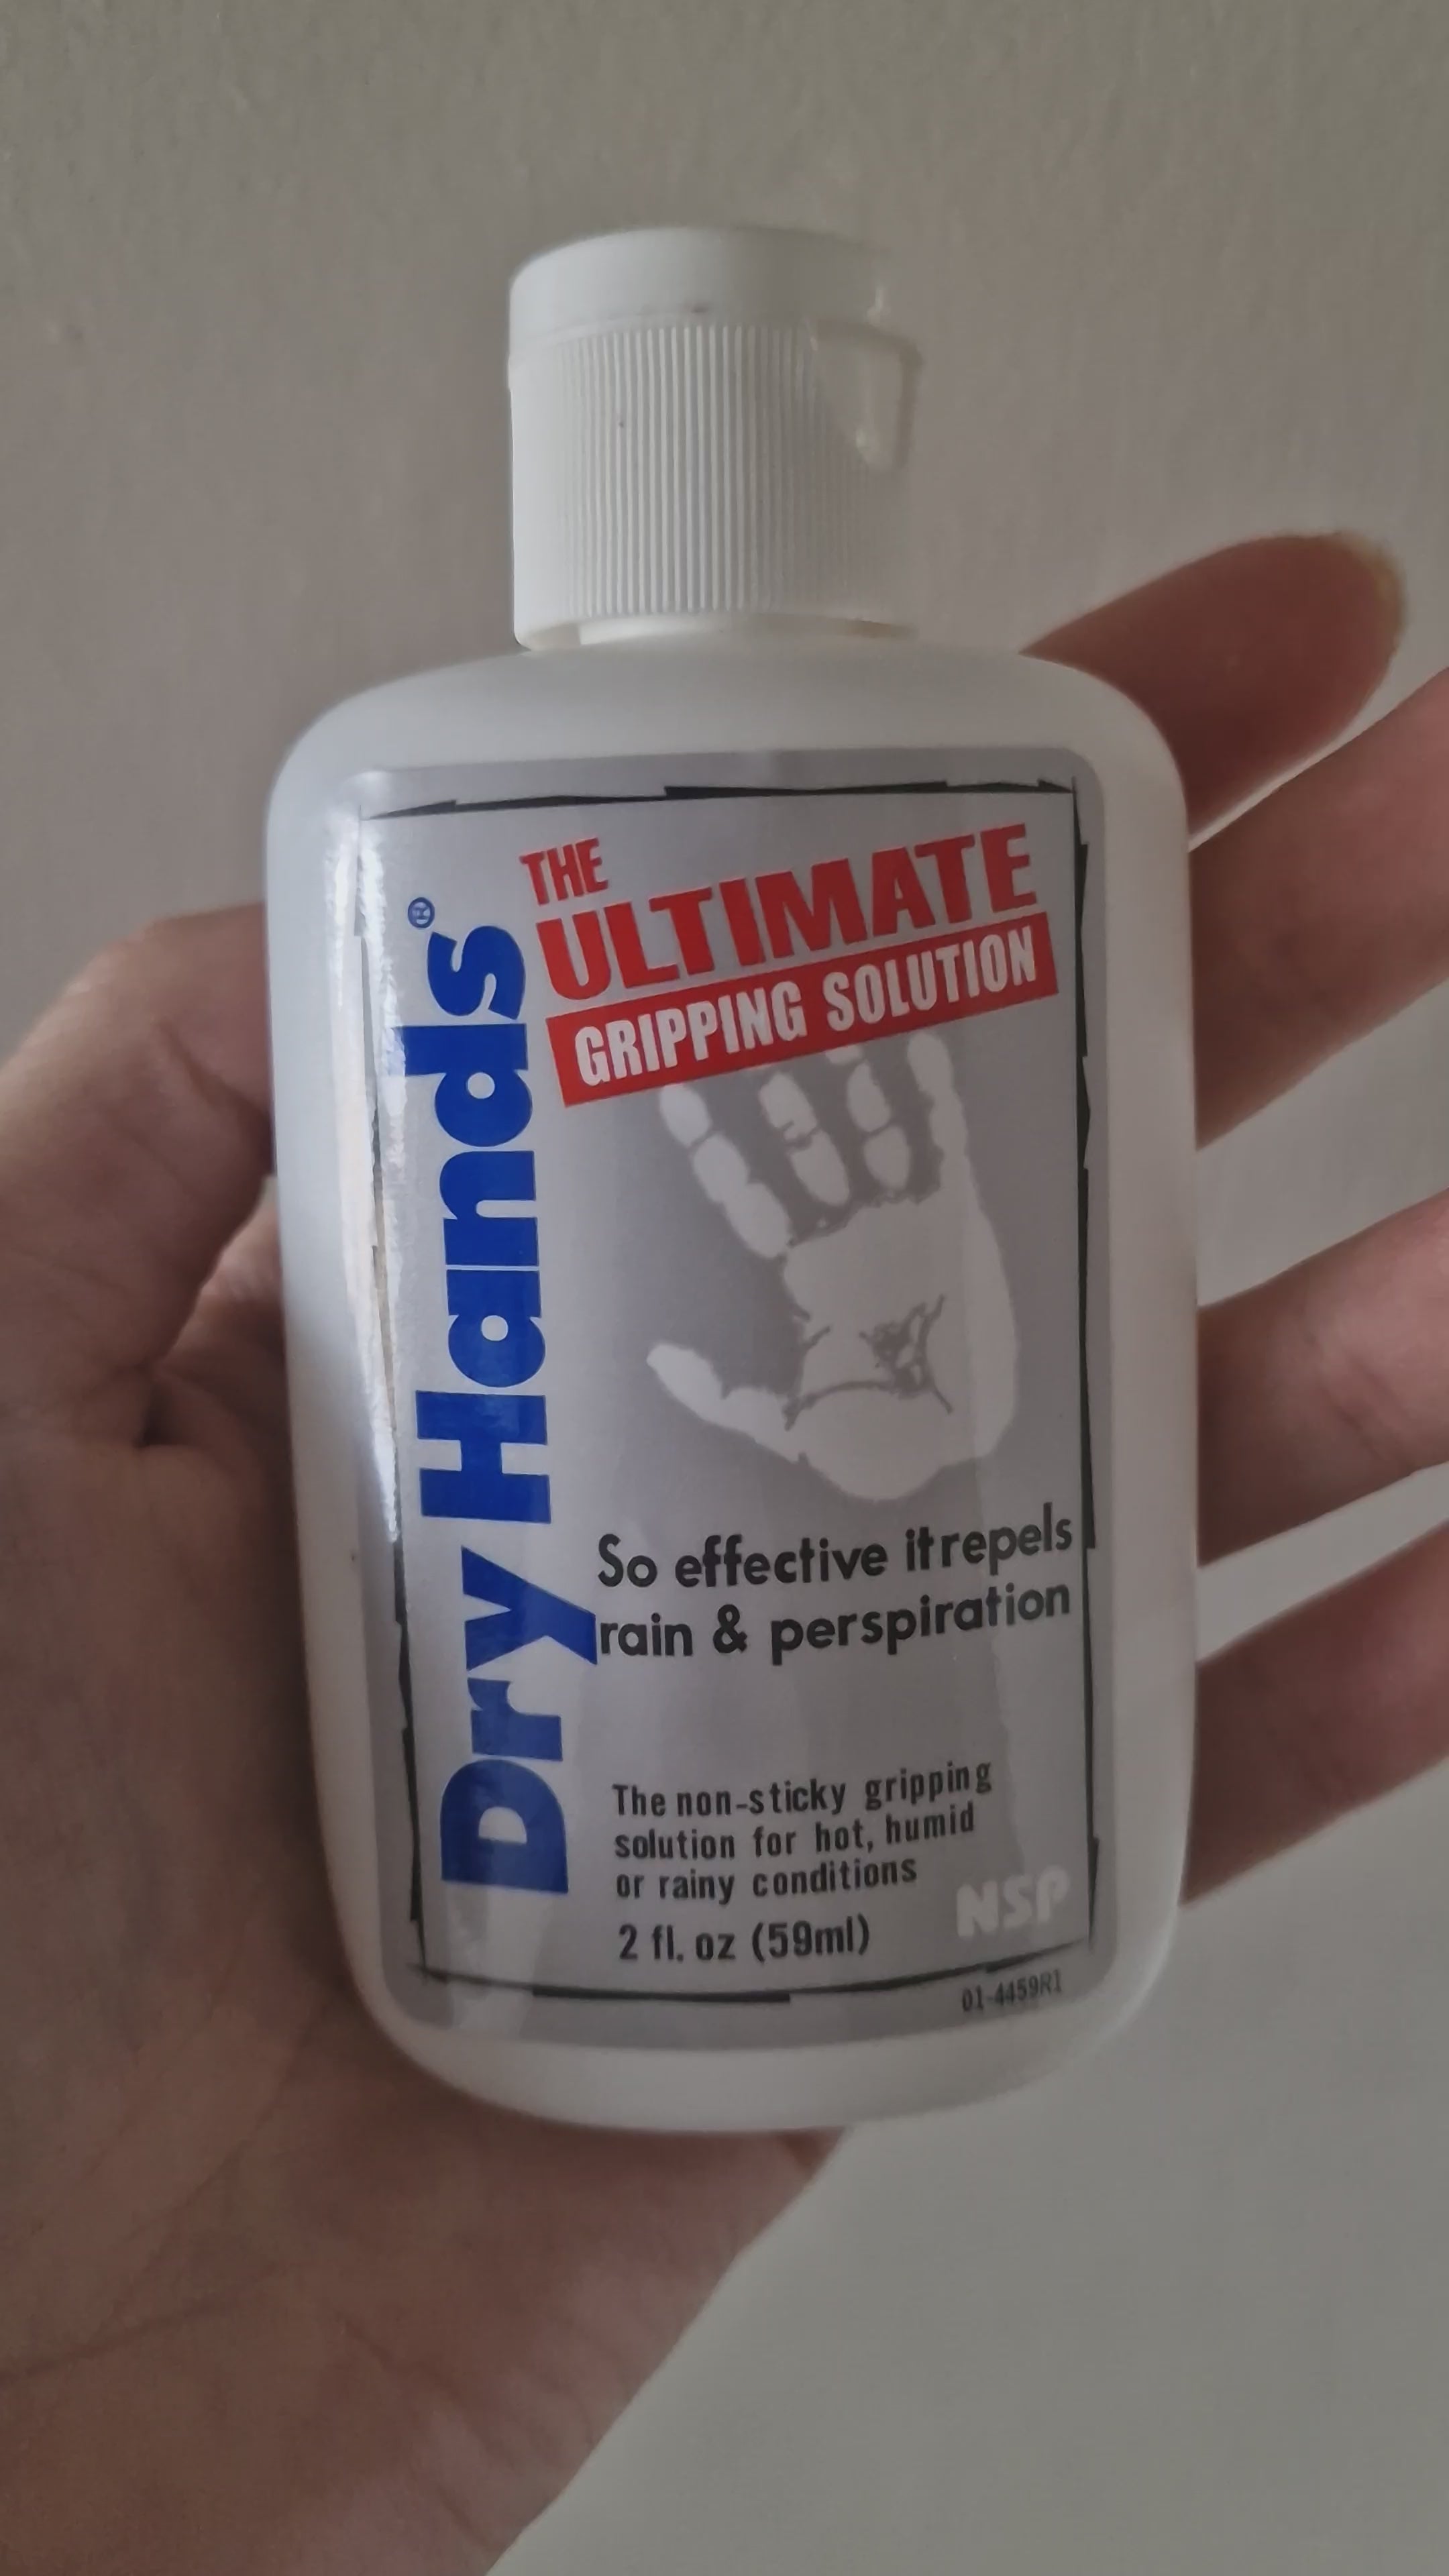 Dry Hands®
THE
ULTIMATE
GRIPPING SOLUTION
So effective it repels
rain & perspiration
The non-sticky gripping
solution for hot, humid
or rainy conditions
2 fl. oz (59ml)
NSP
01-4459R1